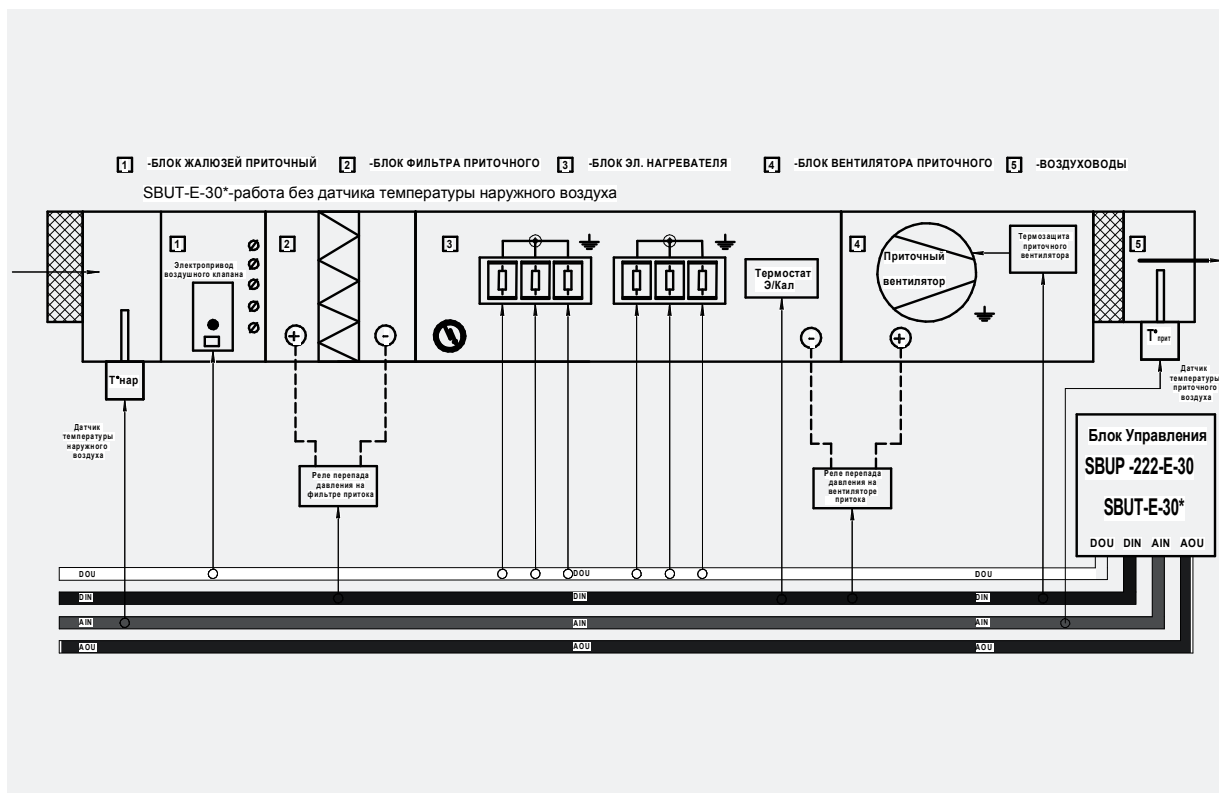 1 -БЛОК ЖАЛЮЗЕЙ ПРИТОЧНЫЙ 2 -БЛОК ФИЛЬТРА ПРИТОЧНОГО 3 -БЛОК ЭЛ. НАГРЕВАТЕЛЯ 4 -БЛОК ВЕНТИЛЯТОРА ПРИТОЧНОГО 5 -ВОЗДУХОВОДЫ
SBUT-E-30*-работа без датчика температуры наружного воздуха
1
Электропривод
воздушного клапана
2
3
Термостат
Э/Кал
4
Приточный
вентилятор
Термозащита
приточного
вентилятора
5
+
-
-
+
T°нар
T°прит
Датчик
температуры
наружного
воздуха
Датчик
температуры
приточного
воздуха
Реле перепада
давления на
фильтре притока
Реле перепада
давления на
вентиляторе
притока
Блок Управления
SBUP -222-E-30
SBUT-E-30*
DOU DIN AIN AOU
DOU DOU DOU
DIN DIN DIN
AIN AIN AIN
AOU AOU AOU